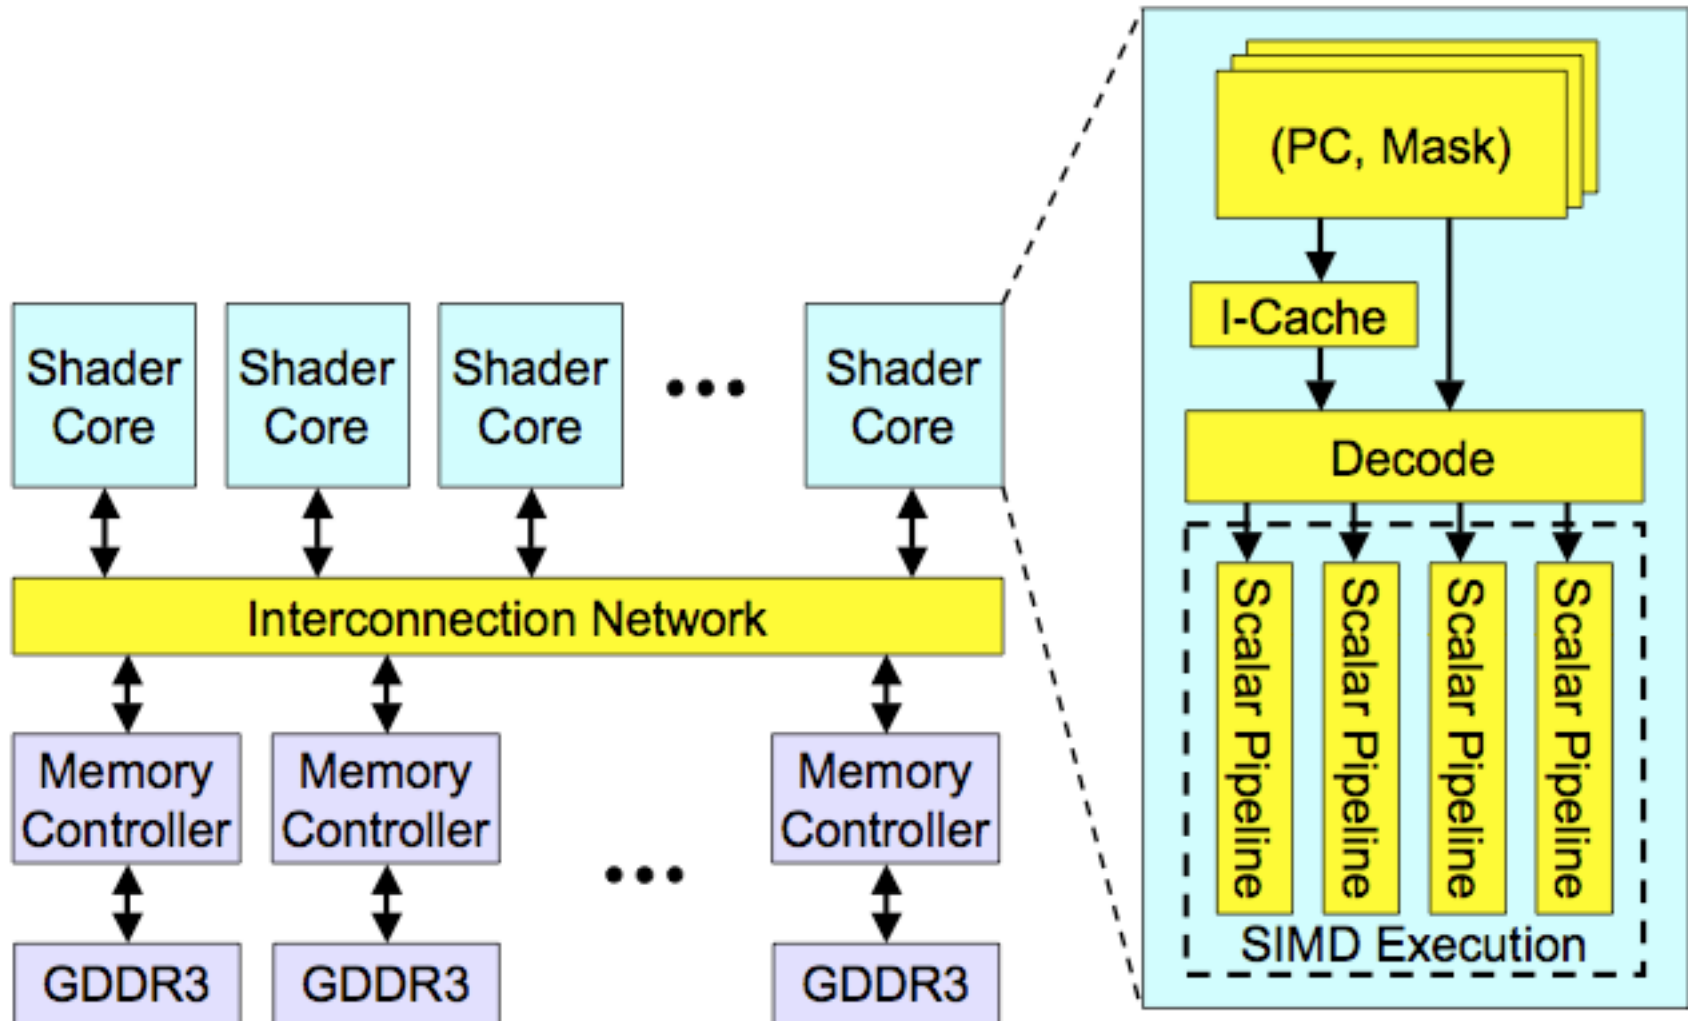 Shader
Core
Shader
Core
Shader
Core
Shader
Core
Interconnection Network
Memory
Controller
Memory
Controller
Memory
Controller
GDDR3
GDDR3
GDDR3
(PC, Mask)
I-Cache
Decode
Scalar Pipeline
Scalar Pipeline
Scalar Pipeline
Scalar Pipeline
SIMD Execution